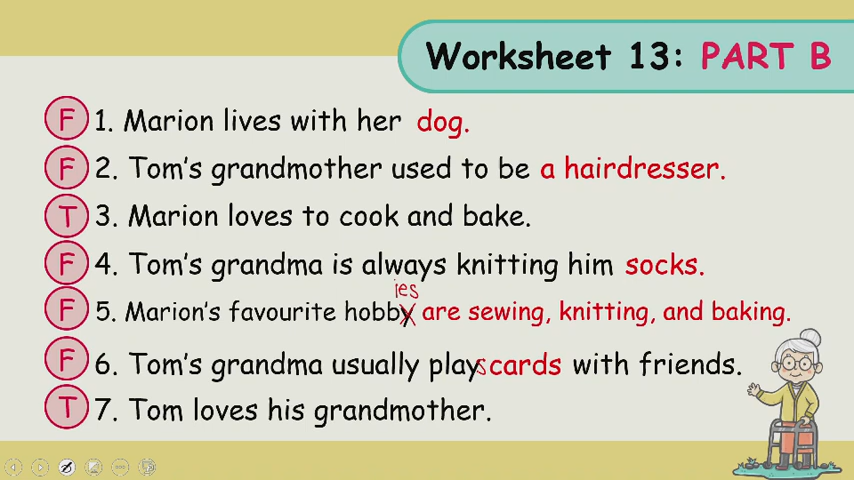 Worksheet 13: PART B
F 1. Marion lives with her dog.
F 2. Tom's grandmother used to be a hairdresser.
T 3. Marion loves to cook and bake.
F 4. Tom's grandma is always knitting him socks.
ies
F 5. Marion's favourite hobby are sewing, knitting, and baking.
F 6. Tom's grandma usually plays cards with friends.
T 7. Tom loves his grandmother.